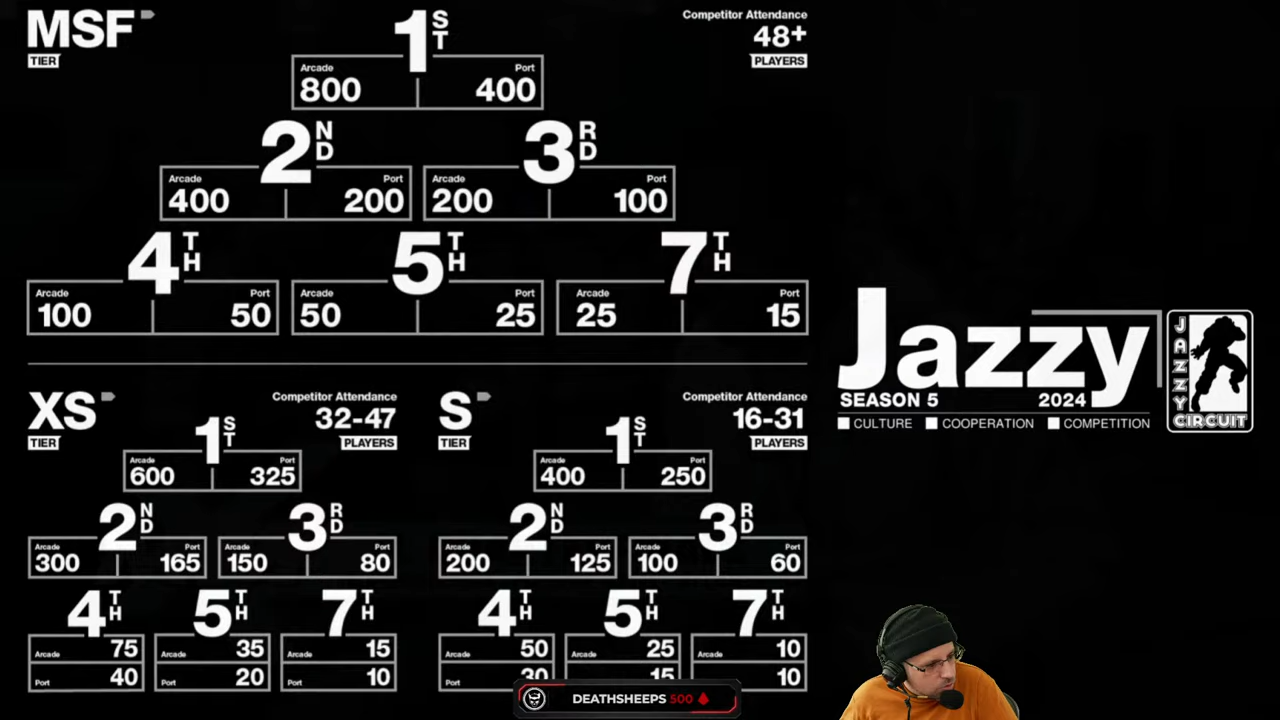 MSF
TIER
Competitor Attendance
48+
PLAYERS
1ST
Arcade Port
800 400
2ND 3RD
Arcade Port Arcade Port
400 200 200 100
4TH 5TH 7TH
Arcade Port Arcade Port Arcade Port
100 50 50 25 25 15
XS
TIER
Competitor Attendance
32-47
PLAYERS
1ST
Arcade Port
600 325
2ND 3RD
Arcade Port Arcade Port
300 165 150 80
4TH 5TH 7TH
Arcade 75 Arcade 35 Arcade 15
Port 40 Port 20 Port 10
S
TIER
Competitor Attendance
16-31
PLAYERS
1ST
Arcade Port
400 250
2ND 3RD
Arcade Port Arcade Port
200 125 100 60
4TH 5TH 7TH
Arcade 50 Arcade 25 Arcade 10
Port 30 15 10
Jazzy
SEASON 5 2024
CULTURE COOPERATION COMPETITION
JAZZY
CIRCUIT
DEATHSHEEPS 500